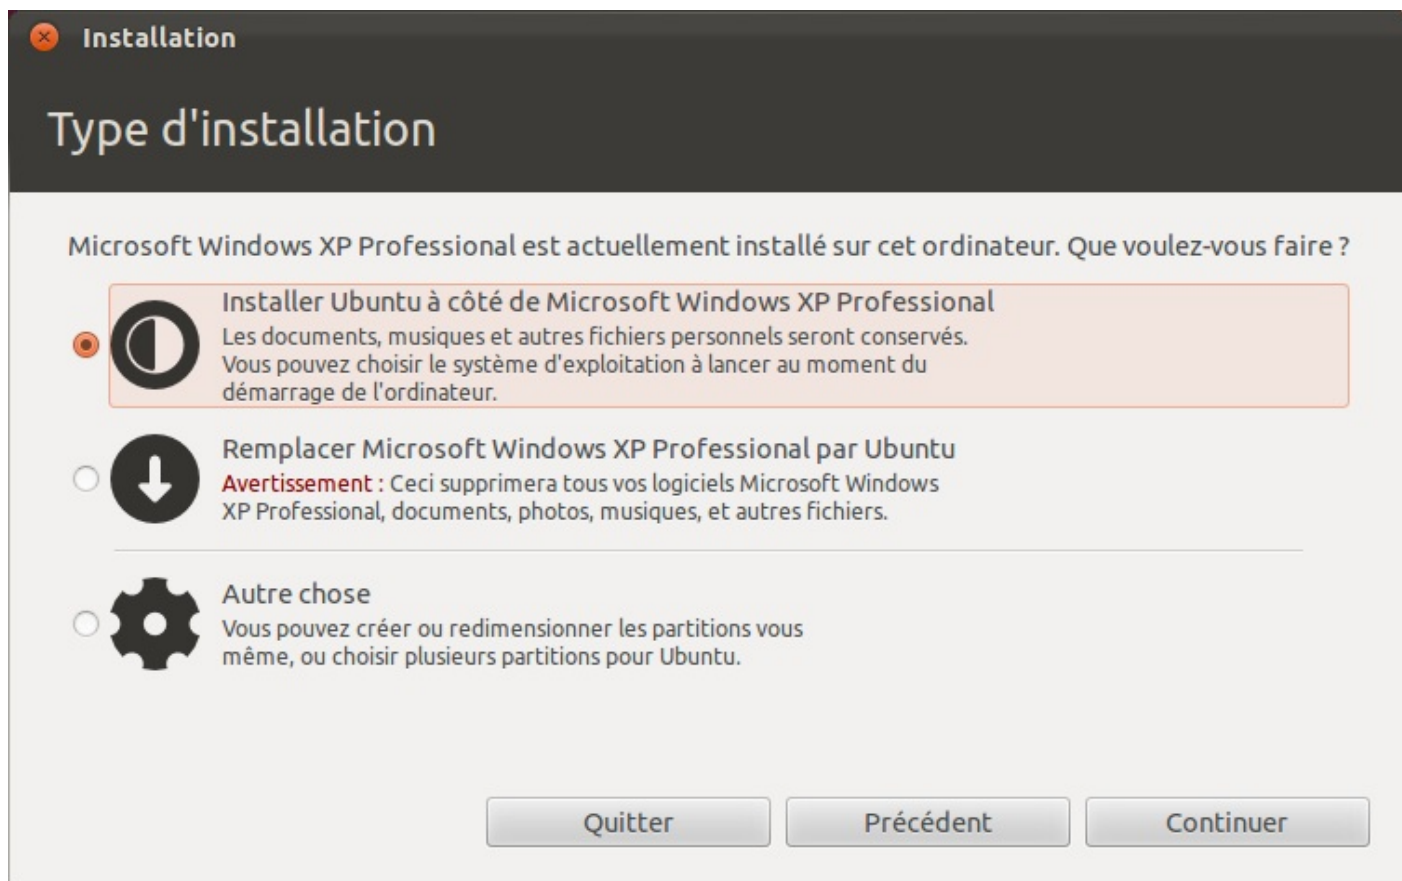 Installation
Type d'installation
Microsoft Windows XP Professional est actuellement installé sur cet ordinateur. Que voulez-vous faire ?
Installer Ubuntu à côté de Microsoft Windows XP Professional
Les documents, musiques et autres fichiers personnels seront conservés.
Vous pouvez choisir le système d'exploitation à lancer au moment du
démarrage de l'ordinateur.
Remplacer Microsoft Windows XP Professional par Ubuntu
Avertissement : Ceci supprimera tous vos logiciels Microsoft Windows
XP Professional, documents, photos, musiques, et autres fichiers.
Autre chose
Vous pouvez créer ou redimensionner les partitions vous
même, ou choisir plusieurs partitions pour Ubuntu.
Quitter
Précédent
Continuer